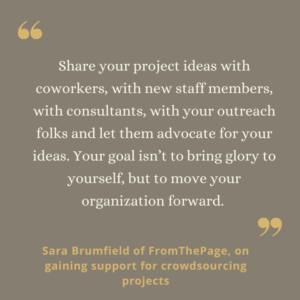 “
Share your project ideas with
coworkers, with new staff members,
with consultants, with your outreach
folks and let them advocate for your
ideas. Your goal isn’t to bring glory to
yourself, but to move your
organization forward.
”
Sara Brumfield of FromThePage, on
gaining support for crowdsourcing
projects